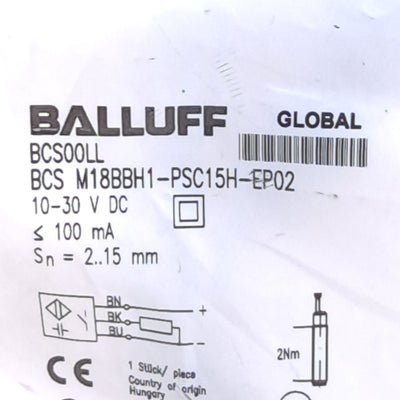 BALLUFF GLOBAL
BCS00LL
BCS M18BBH1-PSC15H-EP02
10-30 V DC
≤ 100 mA
Sn = 2..15 mm
BN +
BK
BU -
2Nm
CE
1 Stück/ piece
Country of origin
Hungary